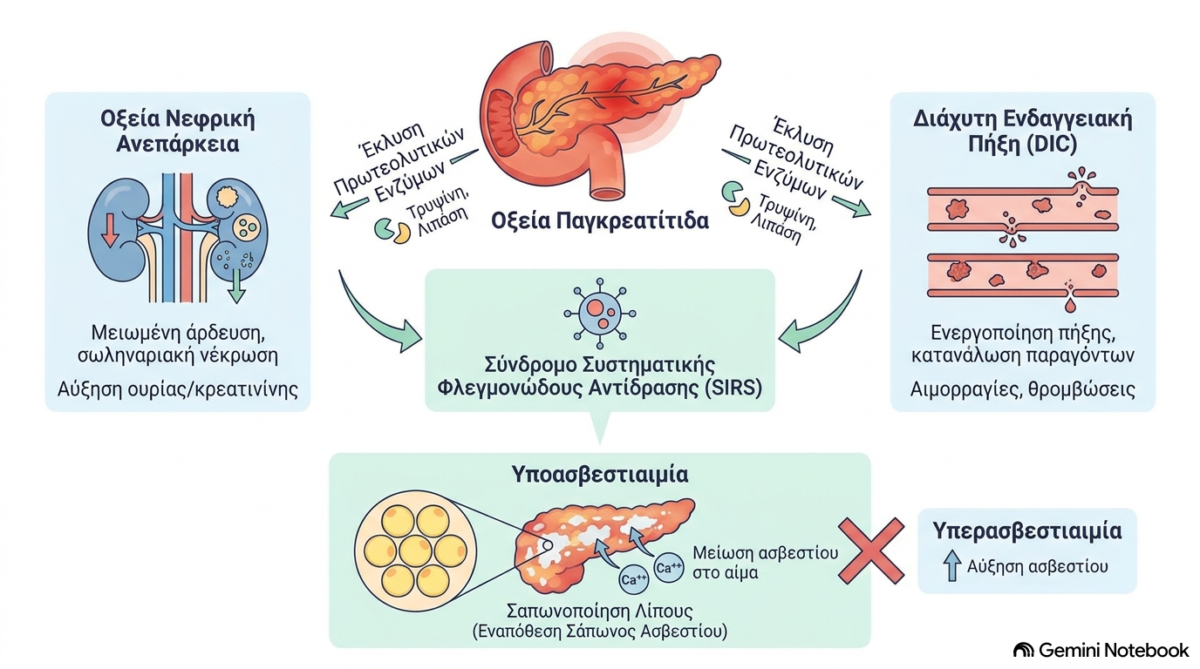 Οξεία Νεφρική
Ανεπάρκεια
Μειωμένη άρδευση,
σωληναριακή νέκρωση
Αύξηση ουρίας/κρεατινίνης
Έκλυση
Πρωτεολυτικών
Ενζύμων
Τρυψίνη,
Λιπάση
Οξεία Παγκρεατίτιδα
Έκλυση
Πρωτεολυτικών
Ενζύμων
Τρυψίνη,
Λιπάση
Διάχυτη Ενδαγγειακή
Πήξη (DIC)
Ενεργοποίηση πήξης,
κατανάλωση παραγόντων
Αιμορραγίες, θρομβώσεις
Σύνδρομο Συστηματικής
Φλεγμονώδους Αντίδρασης (SIRS)
Υποασβεστιαιμία
Ca⁺⁺
Ca⁺⁺
Μείωση ασβεστίου
στο αίμα
Σαπωνοποίηση Λίπους
(Εναπόθεση Σάπωνος Ασβεστίου)
Υπερασβεστιαιμία
Αύξηση ασβεστίου
Gemini Notebook